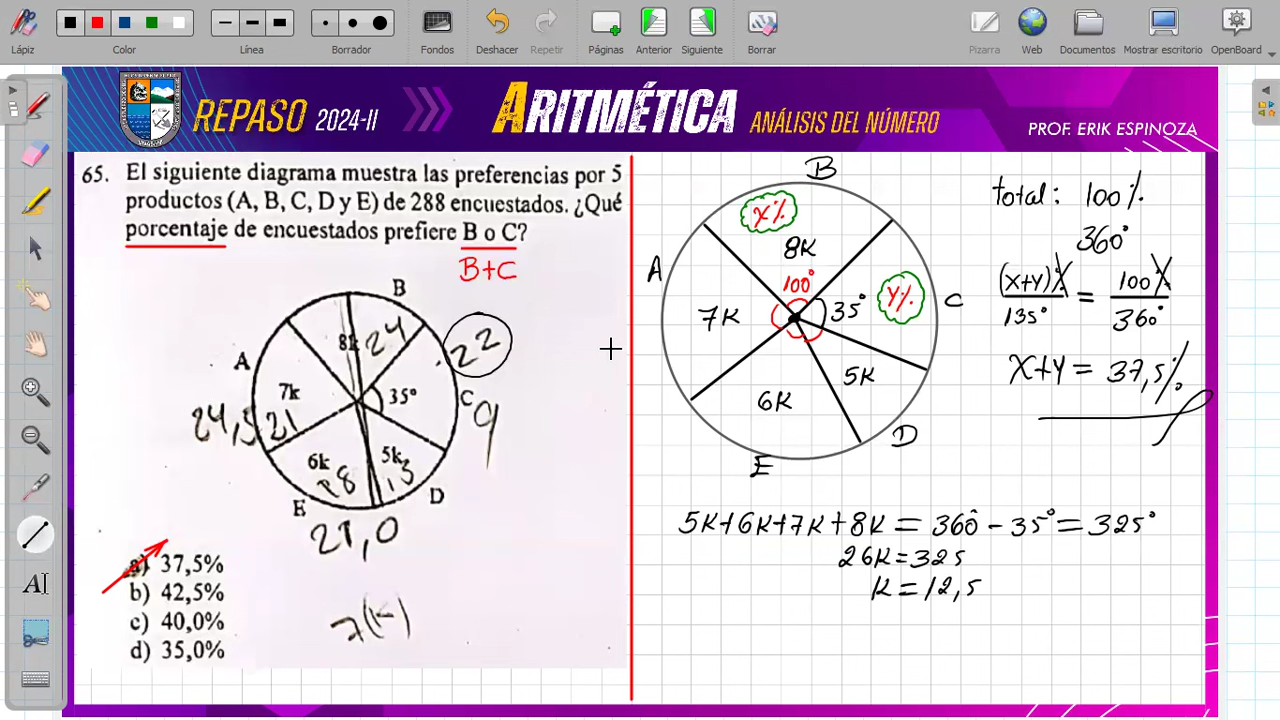 Lápiz
Color
Línea
Borrador
Fondos
Deshacer
Repetir
Páginas
Anterior
Siguiente
Borrar
Pizarra
Web
Documentos
Mostrar escritorio
OpenBoard
REPASO 2024-II
ARITMÉTICA
ANÁLISIS DEL NÚMERO
PROF. ERIK ESPINOZA
65. El siguiente diagrama muestra las preferencias por 5
productos (A, B, C, D y E) de 288 encuestados. ¿Qué
porcentaje de encuestados prefiere B o C?
B+C
B
8k
24
22
A
7k
35°
C
24,5
21
9
6k
18
5k
13
E
D
21,0
7(K)
a) 37,5%
b) 42,5%
c) 40,0%
d) 35,0%
B
X%
8K
A
100°
Y%
C
7K
35°
5K
6K
D
E
total: 100%
360°
(X+Y)% / 135° = 100% / 360°
X+Y = 37,5%
5K+6K+7K+8K = 360° - 35° = 325°
26K = 325
K = 12,5
AI